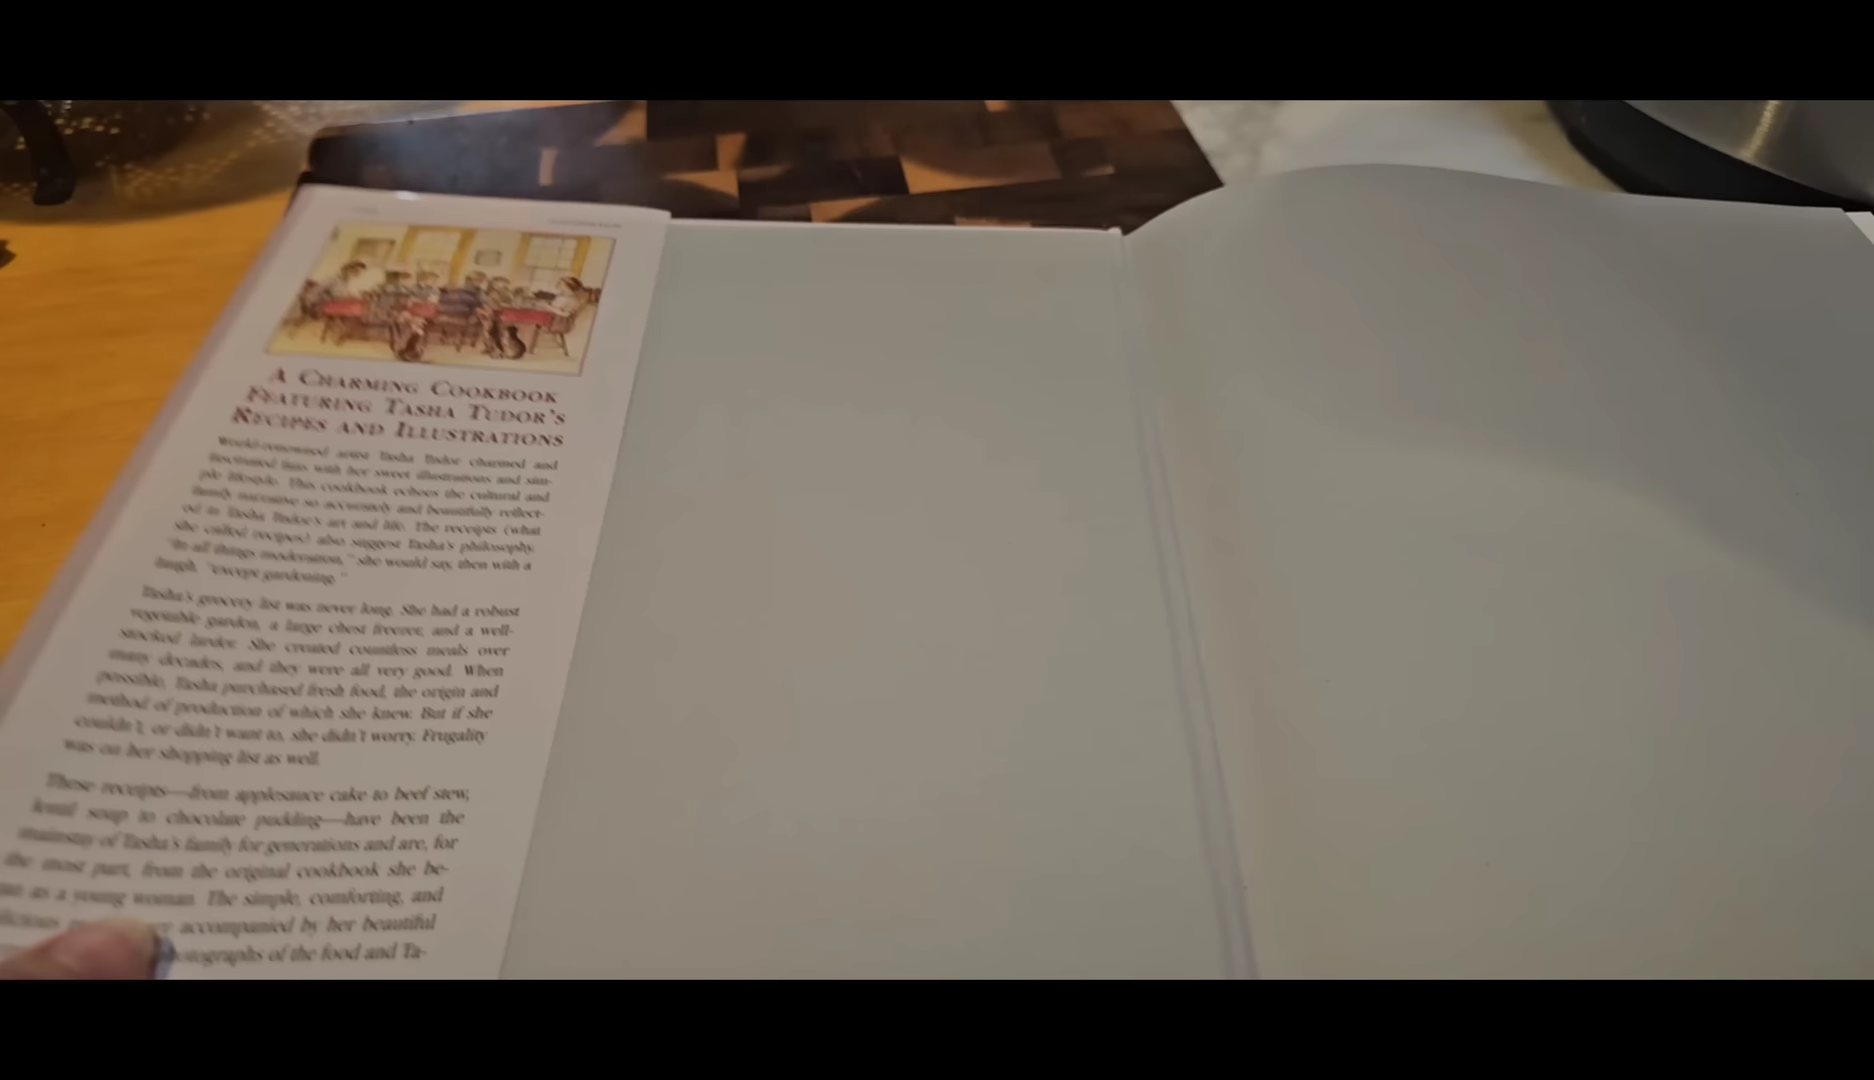 A CHARMING COOKBOOK
FEATURING TASHA TUDOR'S
RECIPES AND ILLUSTRATIONS
World-renowned artist Tasha Tudor charmed and
fascinated fans with her sweet illustrations and sim-
ple lifestyle. This cookbook echoes the cultural and
family narrative so accurately and beautifully reflect-
ed in Tasha Tudor's art and life. The receipts (what
she called recipes) also suggest Tasha's philosophy.
"In all things moderation," she would say, then with a
laugh, "except gardening."
Tasha's grocery list was never long. She had a robust
vegetable garden, a large chest freezer, and a well-
stocked larder. She created countless meals over
many decades, and they were all very good. When
possible, Tasha purchased fresh food, the origin and
method of production of which she knew. But if she
couldn't, or didn't want to, she didn't worry. Frugality
was on her shopping list as well.
These receipts—from applesauce cake to beef stew,
lentil soup to chocolate pudding—have been the
mainstay of Tasha's family for generations and are, for
the most part, from the original cookbook she be-
as a young woman. The simple, comforting, and
accompanied by her beautiful
photographs of the food and Ta-